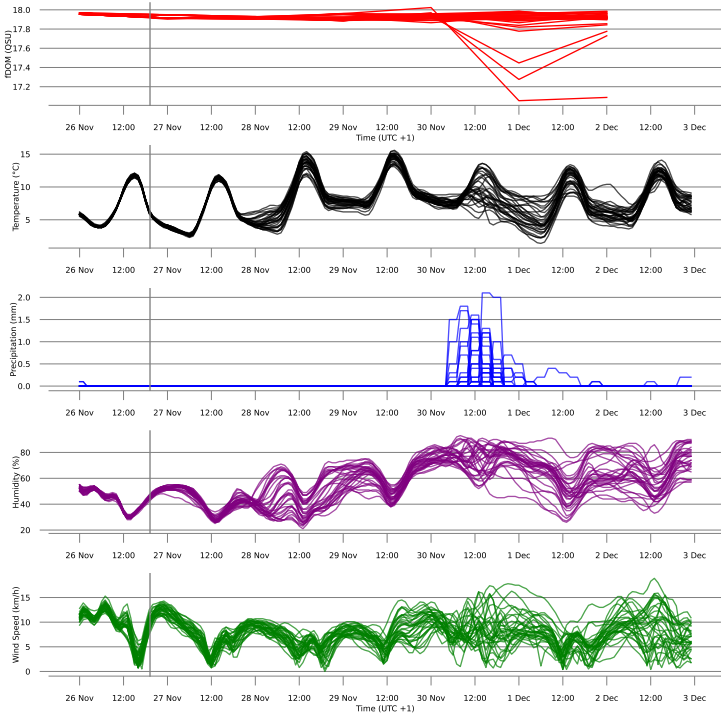 fDOM (QSU)
18.0
17.8
17.6
17.4
17.2
26 Nov 12:00 27 Nov 12:00 28 Nov 12:00 29 Nov 12:00 30 Nov 12:00 1 Dec 12:00 2 Dec 12:00 3 Dec
Time (UTC +1)
Temperature (°C)
15
10
5
26 Nov 12:00 27 Nov 12:00 28 Nov 12:00 29 Nov 12:00 30 Nov 12:00 1 Dec 12:00 2 Dec 12:00 3 Dec
Precipitation (mm)
2.0
1.5
1.0
0.5
0.0
26 Nov 12:00 27 Nov 12:00 28 Nov 12:00 29 Nov 12:00 30 Nov 12:00 1 Dec 12:00 2 Dec 12:00 3 Dec
Humidity (%)
80
60
40
20
26 Nov 12:00 27 Nov 12:00 28 Nov 12:00 29 Nov 12:00 30 Nov 12:00 1 Dec 12:00 2 Dec 12:00 3 Dec
Wind Speed (km/h)
15
10
5
0
26 Nov 12:00 27 Nov 12:00 28 Nov 12:00 29 Nov 12:00 30 Nov 12:00 1 Dec 12:00 2 Dec 12:00 3 Dec
Time (UTC +1)